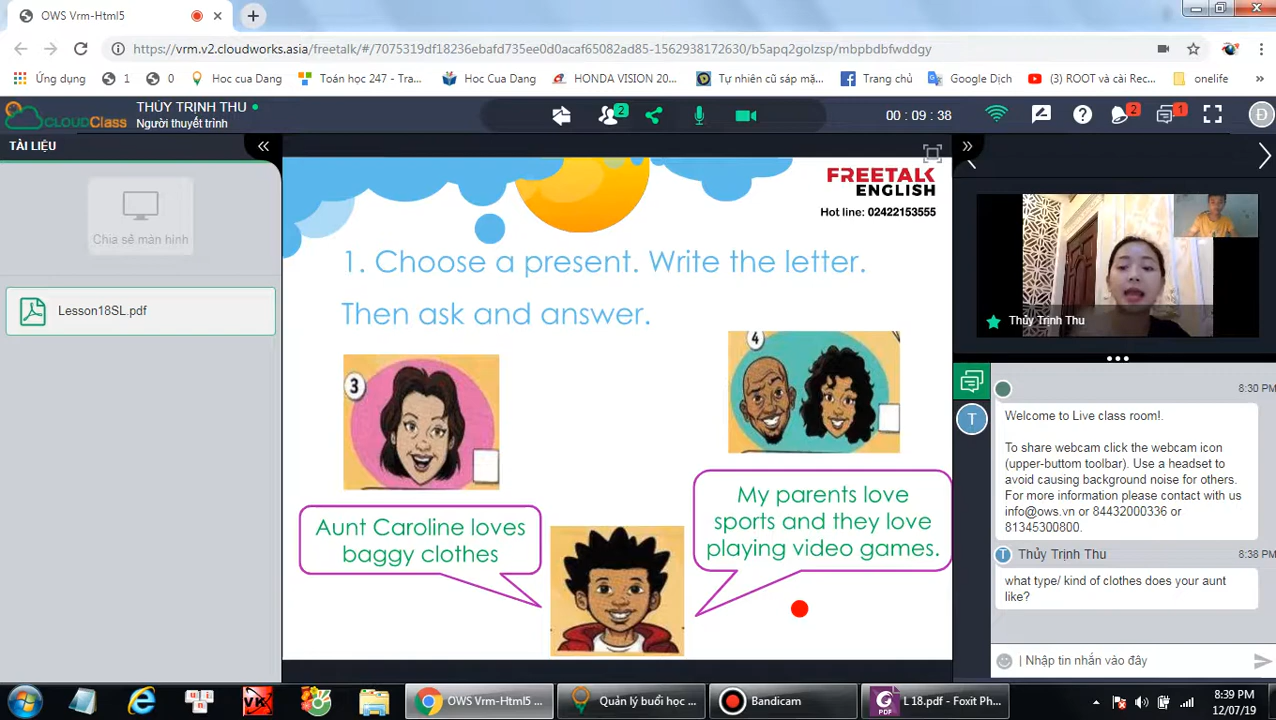 OWS Vrm-Html5
https://vrm.v2.cloudworks.asia/freetalk/#/7075319df18236ebafd735ee0d0acaf65082ad85-1562938172630/b5apq2golzsp/mbpbdbfwddgy
Ứng dụng 1 0 Hoc cua Dang Toán học 247 - Tra... Học Cua Dang HONDA VISION 20... Tự nhiên cũ sáp mặ... Trang chủ Google Dịch (3) ROOT và cài Rec... onelife »
CLOUDClass
THỦY TRỊNH THU
Người thuyết trình
2
00 : 09 : 38
2 1 Đ
TÀI LIỆU
Chia sẻ màn hình
Lesson18SL.pdf
FREETALK
ENGLISH
Hot line: 02422153555
1. Choose a present. Write the letter.
Then ask and answer.
3
4
Aunt Caroline loves
baggy clothes
My parents love
sports and they love
playing video games.
Thủy Trịnh Thu
8:30 PM
Welcome to Live class room!.
To share webcam click the webcam icon
(upper-buttom toolbar). Use a headset to
avoid causing background noise for others.
For more information please contact with us
info@ows.vn or 84432000336 or
81345300800.
T
T Thủy Trịnh Thu 8:38 PM
what type/ kind of clothes does your aunt
like?
Nhập tin nhắn vào đây
OWS Vrm-Html5 ...
Quản lý buổi học ...
Bandicam
L 18.pdf - Foxit Ph...
8:39 PM
12/07/19